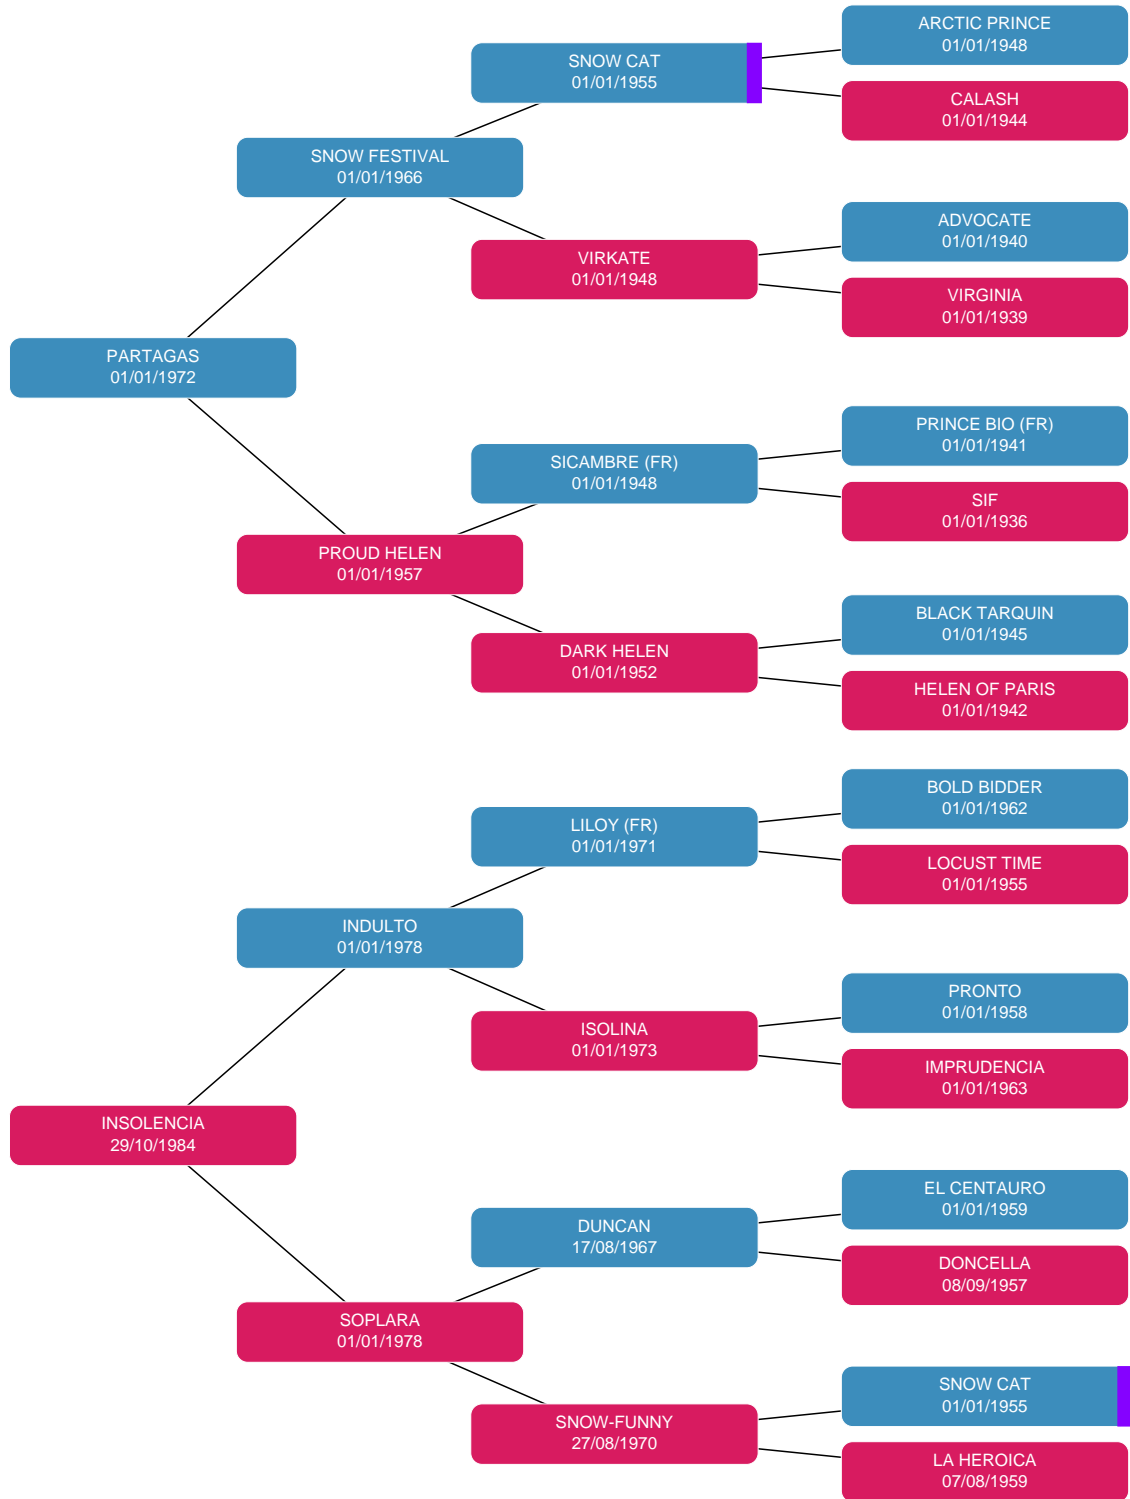 ARCTIC PRINCE
01/01/1948
SNOW CAT
01/01/1955
CALASH
01/01/1944
SNOW FESTIVAL
01/01/1966
ADVOCATE
01/01/1940
VIRKATE
01/01/1948
VIRGINIA
01/01/1939
PARTAGAS
01/01/1972
PRINCE BIO (FR)
01/01/1941
SICAMBRE (FR)
01/01/1948
SIF
01/01/1936
PROUD HELEN
01/01/1957
BLACK TARQUIN
01/01/1945
DARK HELEN
01/01/1952
HELEN OF PARIS
01/01/1942
BOLD BIDDER
01/01/1962
LILOY (FR)
01/01/1971
LOCUST TIME
01/01/1955
INDULTO
01/01/1978
PRONTO
01/01/1958
ISOLINA
01/01/1973
IMPRUDENCIA
01/01/1963
INSOLENCIA
29/10/1984
EL CENTAURO
01/01/1959
DUNCAN
17/08/1967
DONCELLA
08/09/1957
SOPLARA
01/01/1978
SNOW CAT
01/01/1955
SNOW-FUNNY
27/08/1970
LA HEROICA
07/08/1959